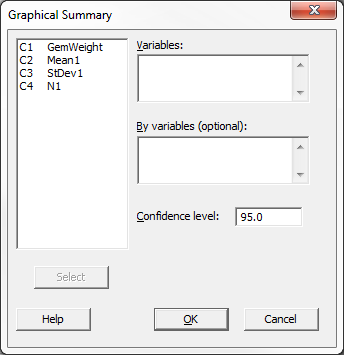 Graphical Summary
C1 GemWeight
C2 Mean1
C3 StDev1
C4 N1
Variables:
By variables (optional):
Confidence level: 95.0
Select
Help OK Cancel